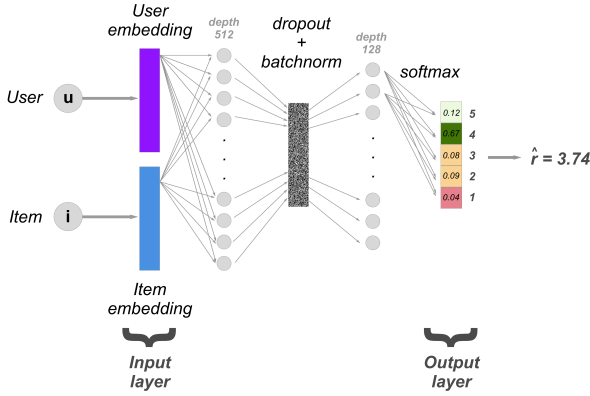 User
embedding
depth
512
dropout
+
batchnorm
depth
128
softmax
User
u
0.12 5
0.67 4
0.08 3
0.09 2
0.04 1
r̂ = 3.74
Item
i
Item
embedding
Input
layer
Output
layer